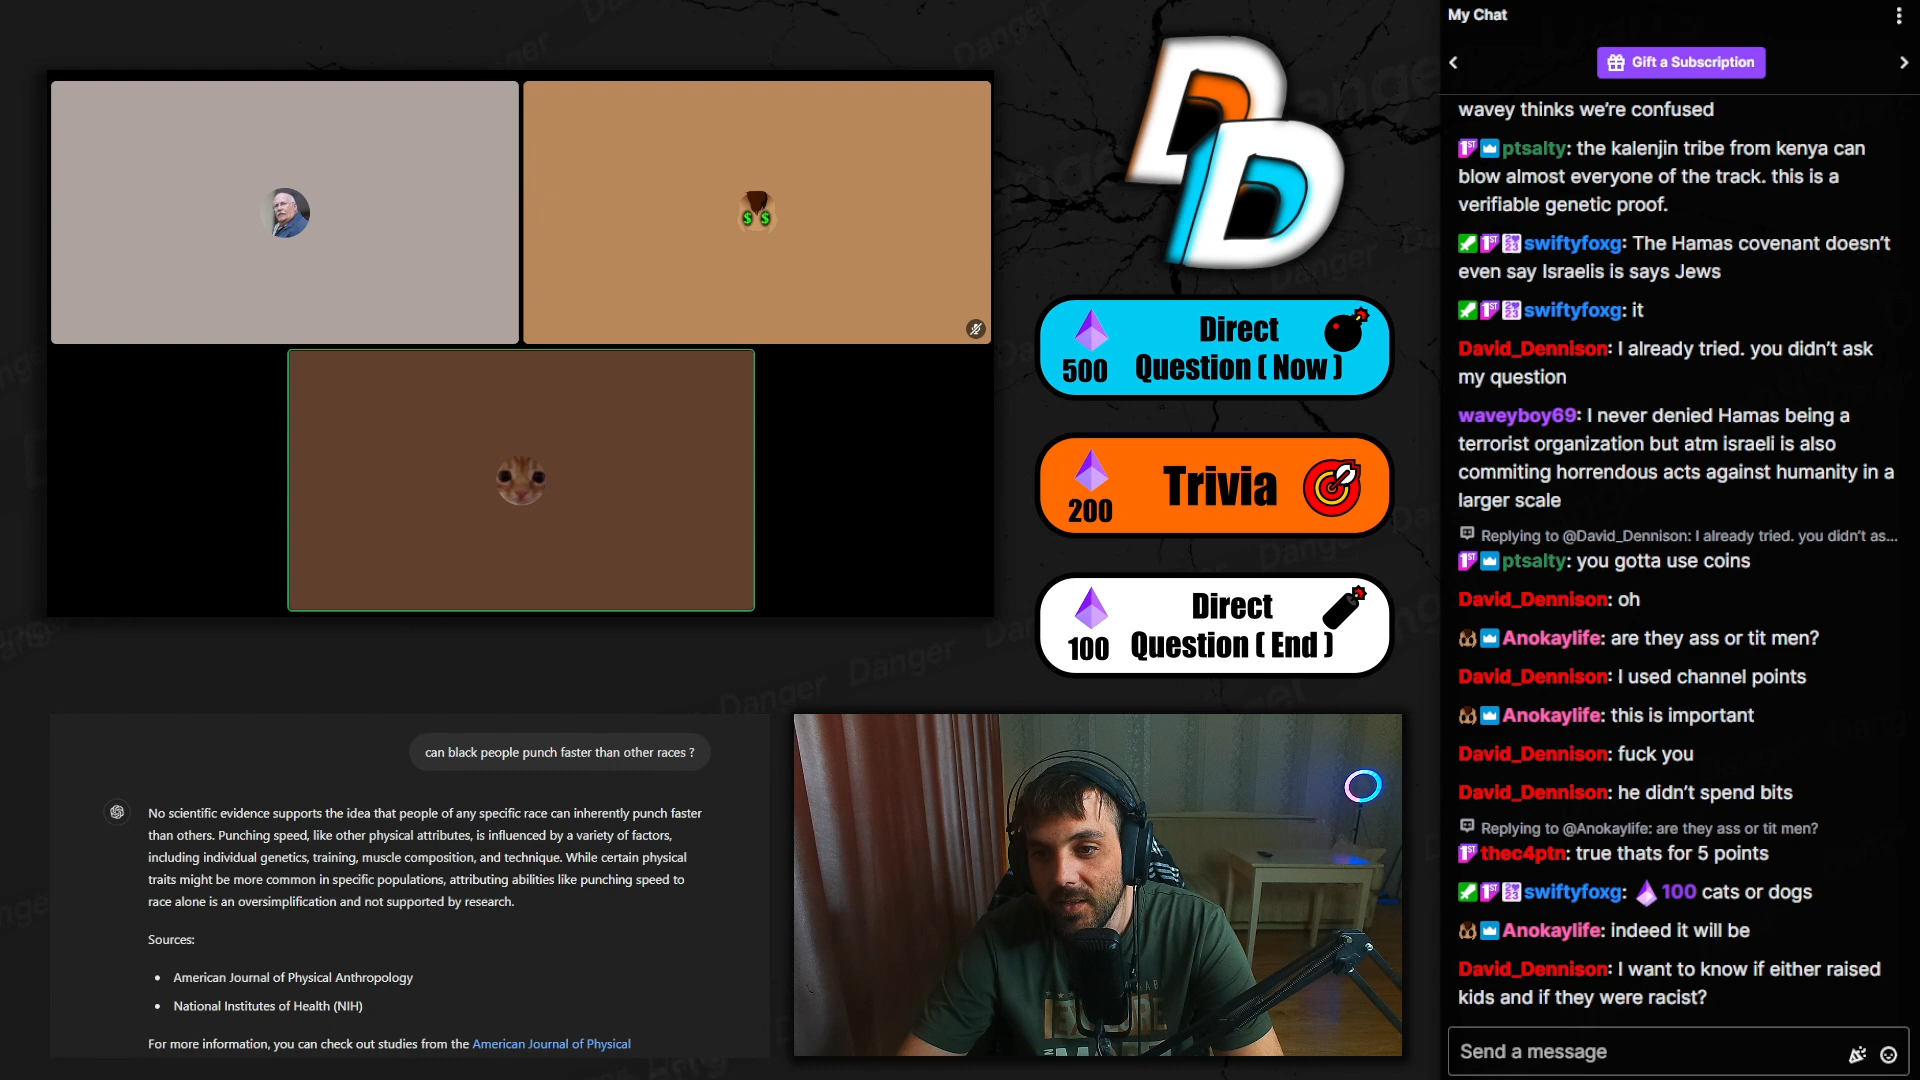 DD
500
Direct
Question ( Now )
200
Trivia
100
Direct
Question ( End )
can black people punch faster than other races ?
No scientific evidence supports the idea that people of any specific race can inherently punch faster
than others. Punching speed, like other physical attributes, is influenced by a variety of factors,
including individual genetics, training, muscle composition, and technique. While certain physical
traits might be more common in specific populations, attributing abilities like punching speed to
race alone is an oversimplification and not supported by research.
Sources:
• American Journal of Physical Anthropology
• National Institutes of Health (NIH)
For more information, you can check out studies from the American Journal of Physical
My Chat
Gift a Subscription
wavey thinks we're confused
ptsalty: the kalenjin tribe from kenya can
blow almost everyone of the track. this is a
verifiable genetic proof.
swiftyfoxg: The Hamas covenant doesn't
even say Israelis is says Jews
swiftyfoxg: it
David_Dennison: I already tried. you didn't ask
my question
waveyboy69: I never denied Hamas being a
terrorist organization but atm israeli is also
commiting horrendous acts against humanity in a
larger scale
Replying to @David_Dennison: I already tried. you didn't as...
ptsalty: you gotta use coins
David_Dennison: oh
Anokaylife: are they ass or tit men?
David_Dennison: I used channel points
Anokaylife: this is important
David_Dennison: fuck you
David_Dennison: he didn't spend bits
Replying to @Anokaylife: are they ass or tit men?
thec4ptn: true thats for 5 points
swiftyfoxg: 100 cats or dogs
Anokaylife: indeed it will be
David_Dennison: I want to know if either raised
kids and if they were racist?
Send a message